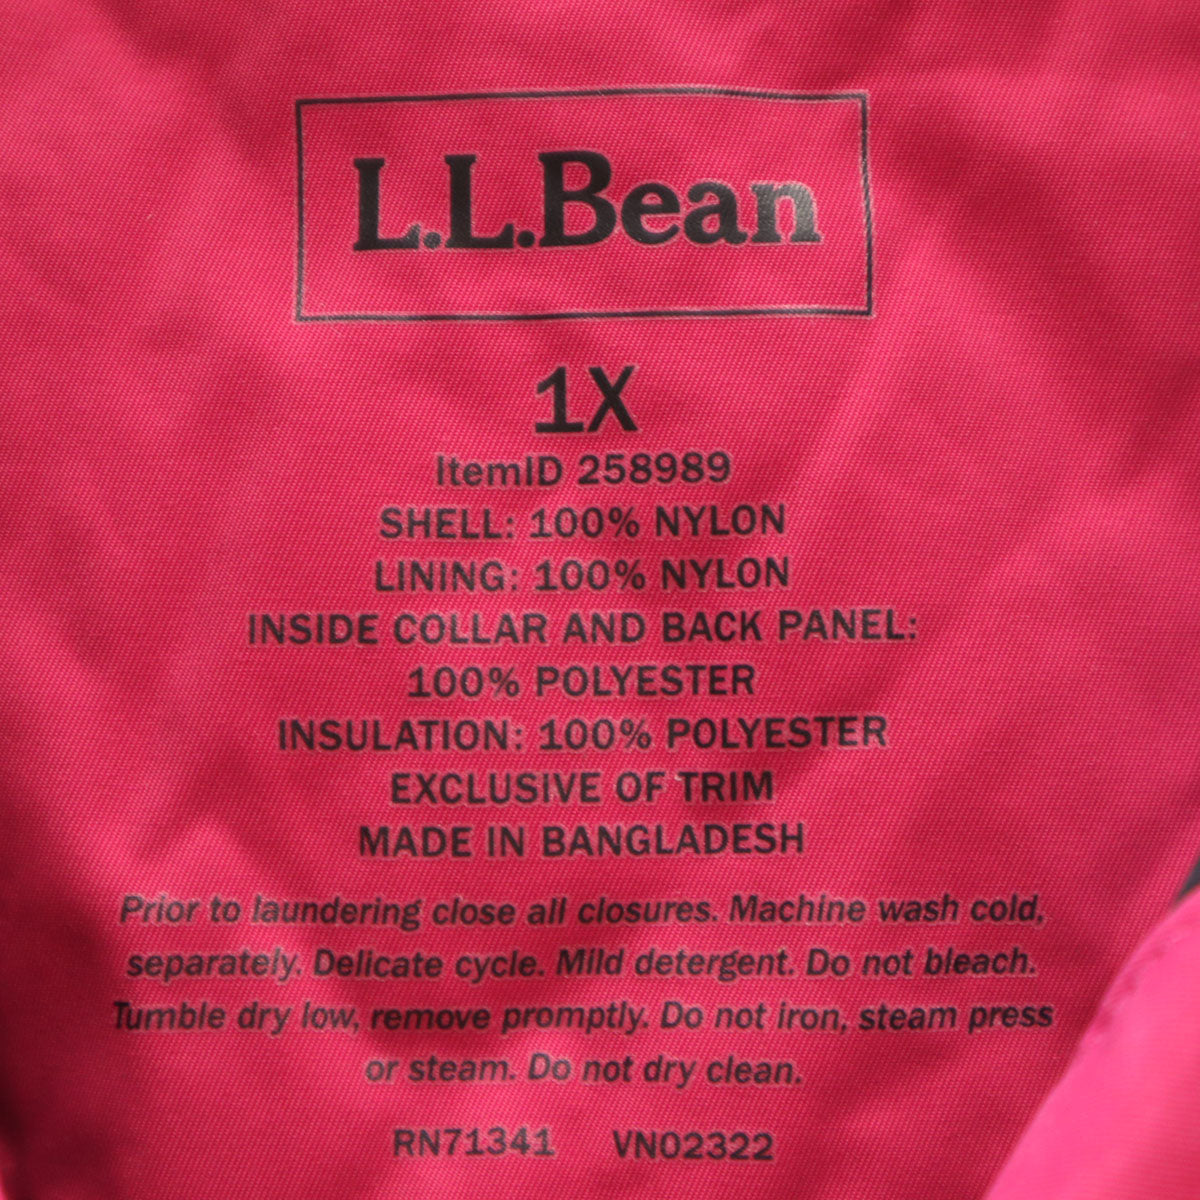 L.L.Bean
1X
ItemID 258989
SHELL: 100% NYLON
LINING: 100% NYLON
INSIDE COLLAR AND BACK PANEL:
100% POLYESTER
INSULATION: 100% POLYESTER
EXCLUSIVE OF TRIM
MADE IN BANGLADESH
Prior to laundering close all closures. Machine wash cold,
separately. Delicate cycle. Mild detergent. Do not bleach.
Tumble dry low, remove promptly. Do not iron, steam press
or steam. Do not dry clean.
RN71341 VN02322